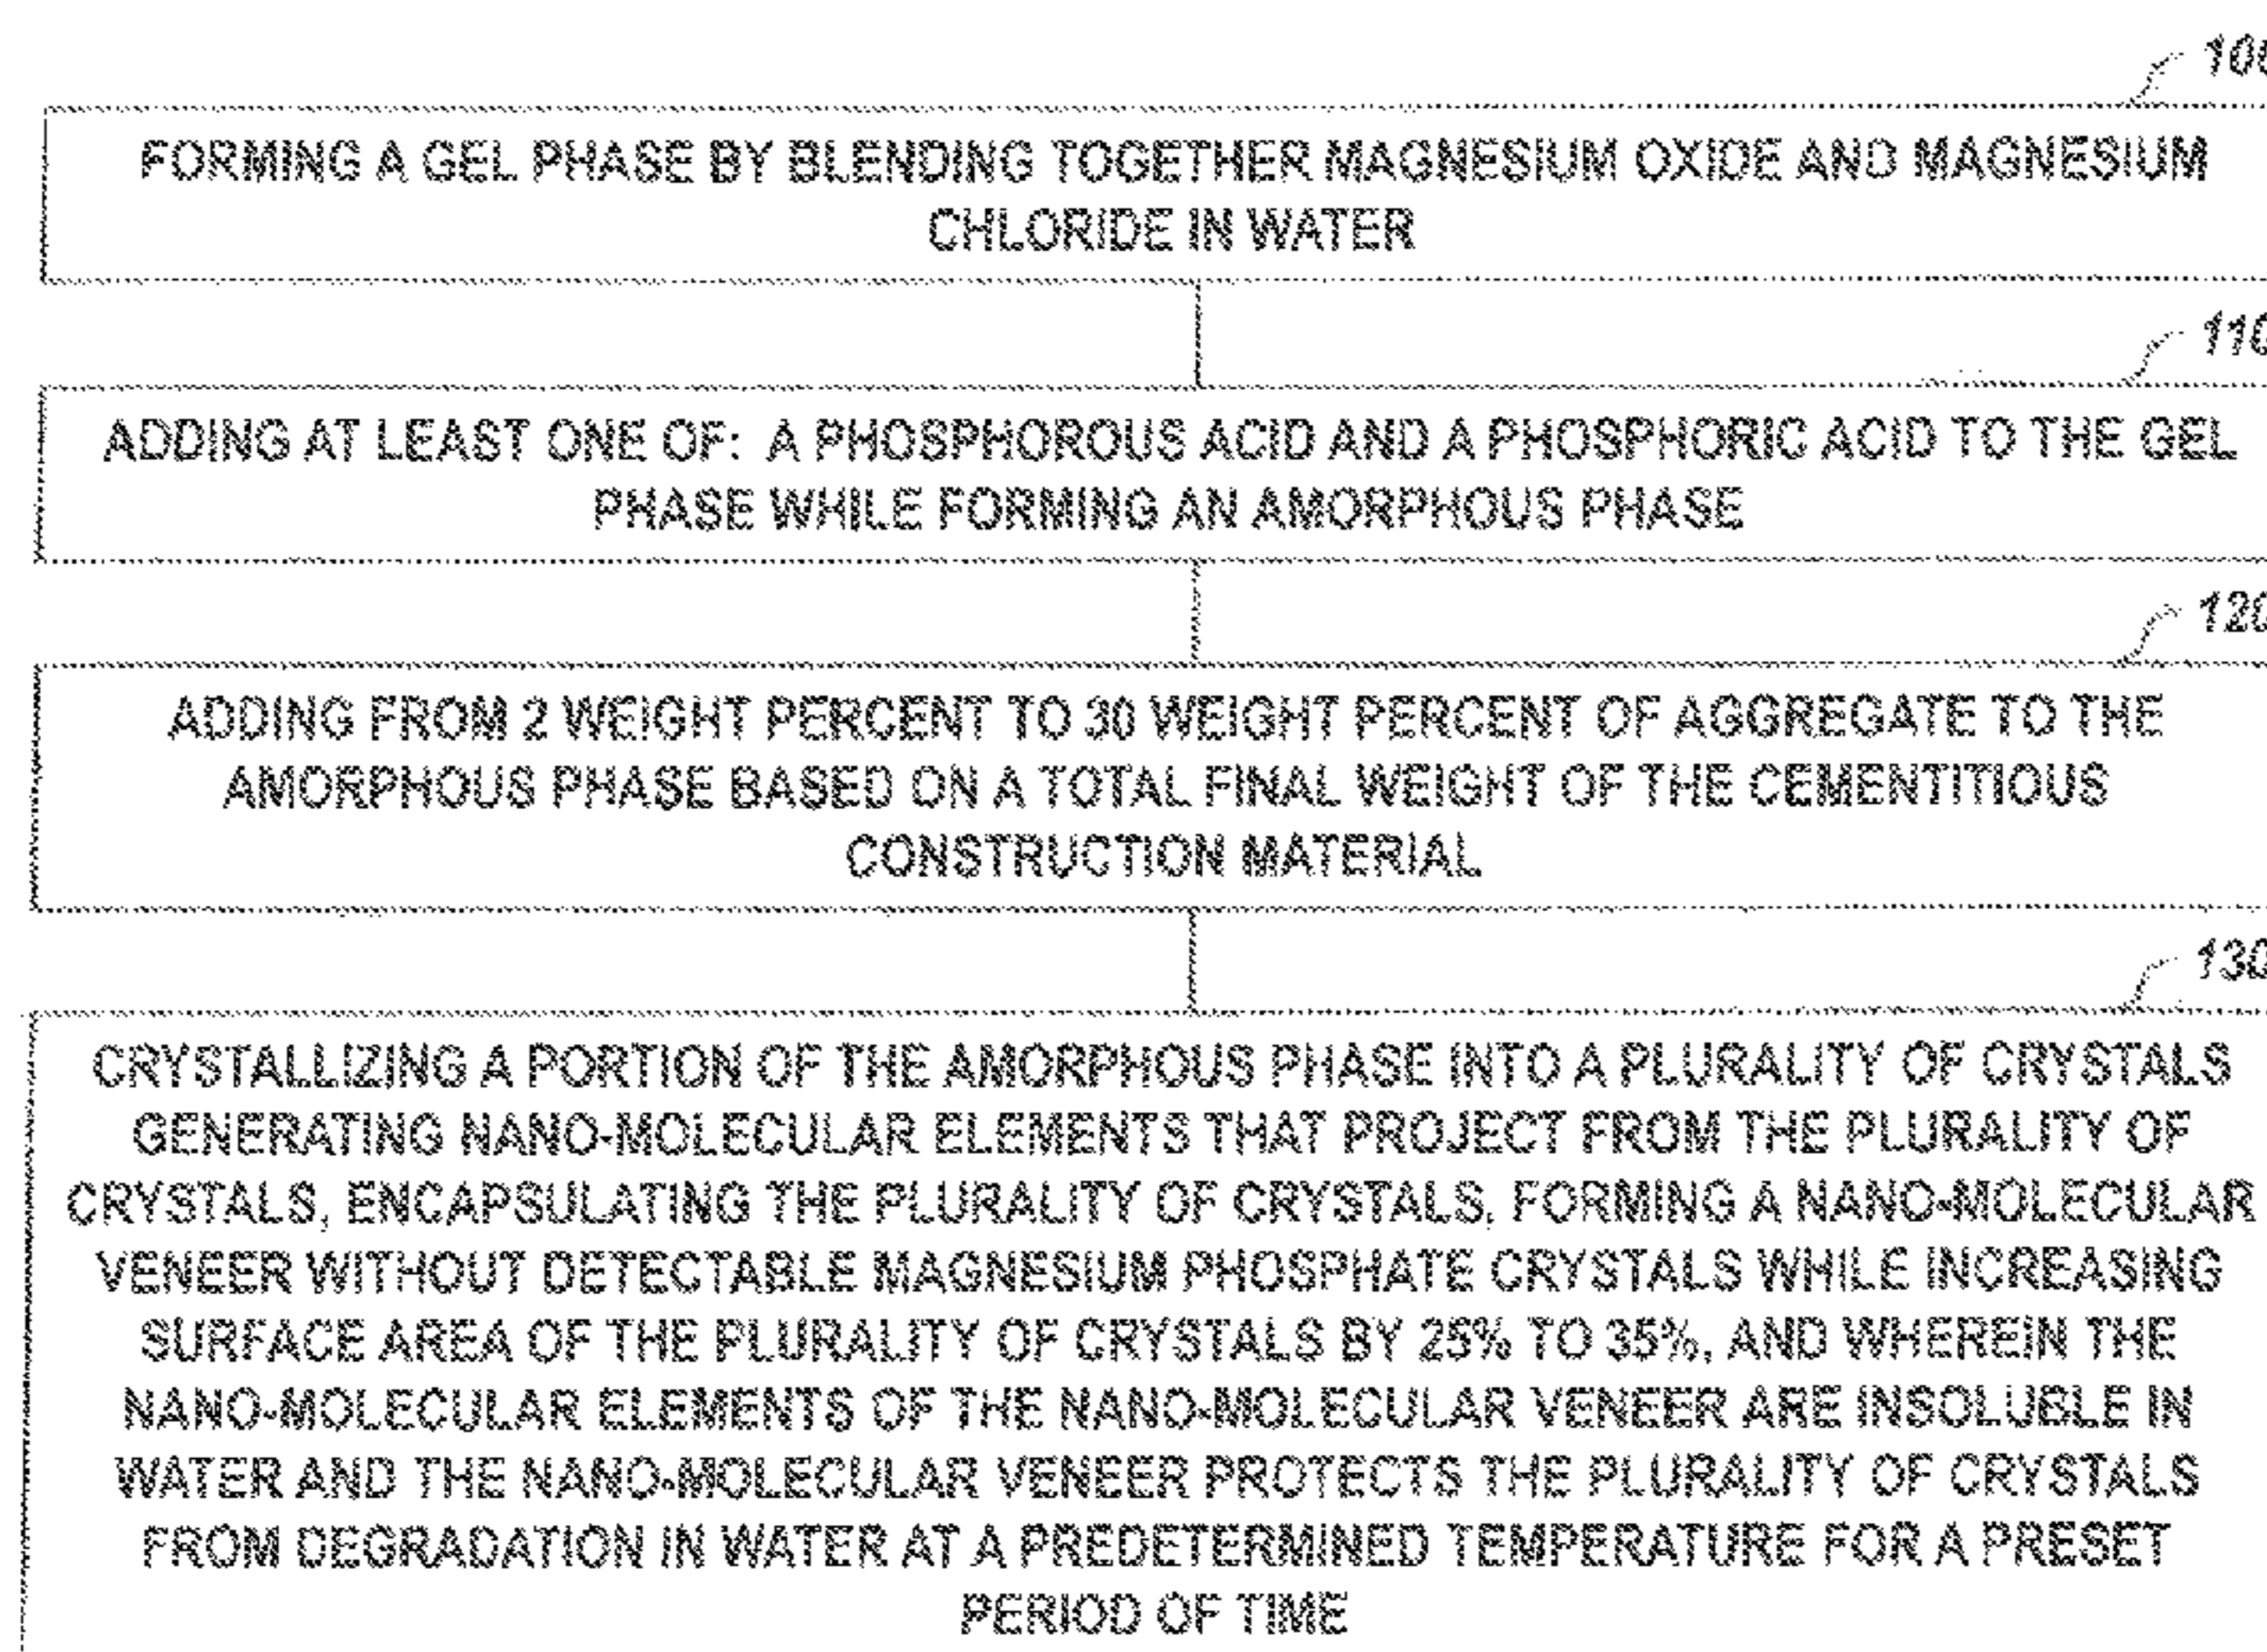 100
FORMING A GEL PHASE BY BLENDING TOGETHER MAGNESIUM OXIDE AND MAGNESIUM
CHLORIDE IN WATER
110
ADDING AT LEAST ONE OF: A PHOSPHOROUS ACID AND A PHOSPHORIC ACID TO THE GEL
PHASE WHILE FORMING AN AMORPHOUS PHASE
120
ADDING FROM 2 WEIGHT PERCENT TO 30 WEIGHT PERCENT OF AGGREGATE TO THE
AMORPHOUS PHASE BASED ON A TOTAL FINAL WEIGHT OF THE CEMENTITIOUS
CONSTRUCTION MATERIAL
130
CRYSTALLIZING A PORTION OF THE AMORPHOUS PHASE INTO A PLURALITY OF CRYSTALS
GENERATING NANO-MOLECULAR ELEMENTS THAT PROJECT FROM THE PLURALITY OF
CRYSTALS, ENCAPSULATING THE PLURALITY OF CRYSTALS, FORMING A NANO-MOLECULAR
VENEER WITHOUT DETECTABLE MAGNESIUM PHOSPHATE CRYSTALS WHILE INCREASING
SURFACE AREA OF THE PLURALITY OF CRYSTALS BY 25% TO 35%, AND WHEREIN THE
NANO-MOLECULAR ELEMENTS OF THE NANO-MOLECULAR VENEER ARE INSOLUBLE IN
WATER AND THE NANO-MOLECULAR VENEER PROTECTS THE PLURALITY OF CRYSTALS
FROM DEGRADATION IN WATER AT A PREDETERMINED TEMPERATURE FOR A PRESET
PERIOD OF TIME